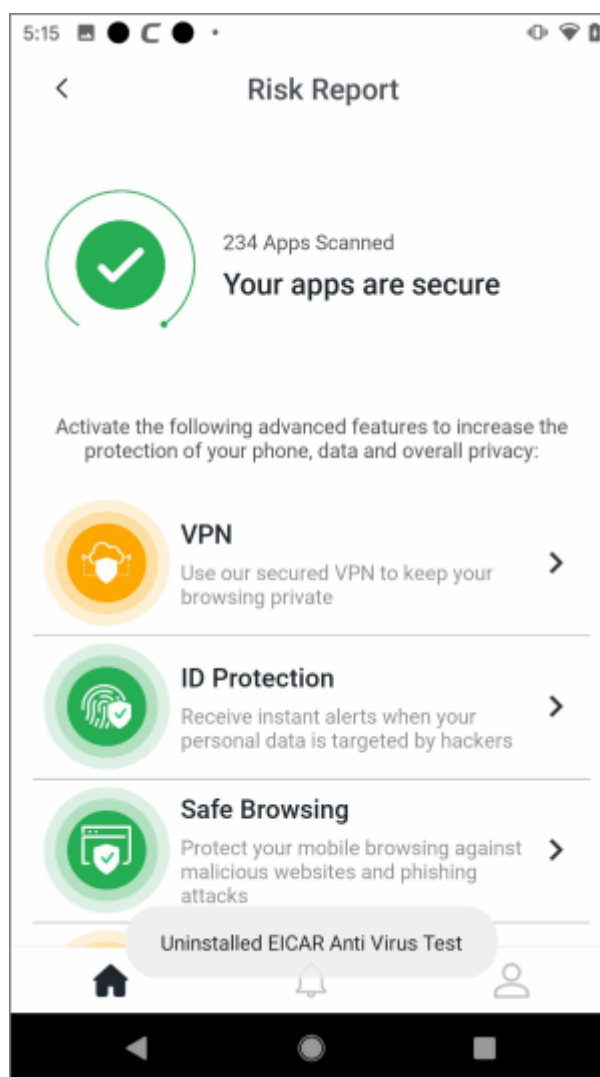 5:15
Risk Report
234 Apps Scanned
Your apps are secure
Activate the following advanced features to increase the
protection of your phone, data and overall privacy:
VPN
Use our secured VPN to keep your
browsing private
ID Protection
Receive instant alerts when your
personal data is targeted by hackers
Safe Browsing
Protect your mobile browsing against
malicious websites and phishing
attacks
Uninstalled EICAR Anti Virus Test